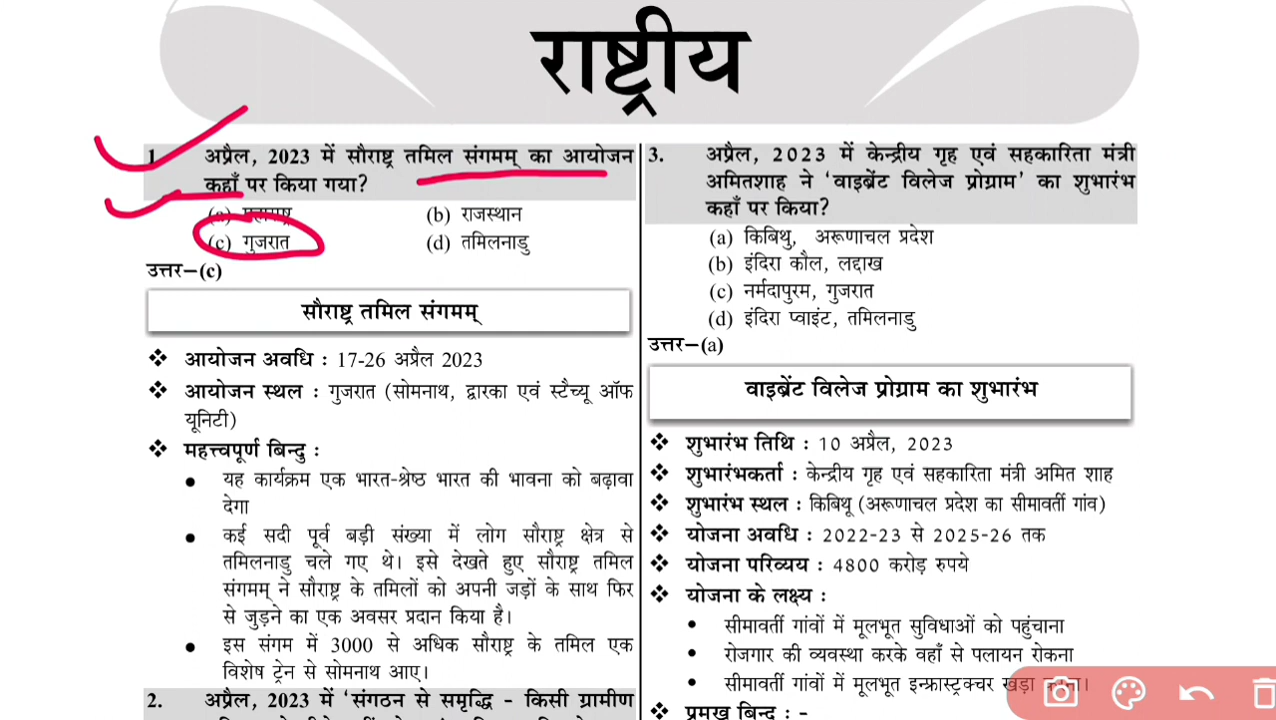 राष्ट्रीय
1 अप्रैल, 2023 में सौराष्ट्र तमिल संगमम् का आयोजन
कहाँ पर किया गया?
(a) महाराष्ट्र (b) राजस्थान
(c) गुजरात (d) तमिलनाडु
उत्तर–(c)
सौराष्ट्र तमिल संगमम्
❖ आयोजन अवधि : 17-26 अप्रैल 2023
❖ आयोजन स्थल : गुजरात (सोमनाथ, द्वारका एवं स्टैच्यू ऑफ
यूनिटी)
❖ महत्त्वपूर्ण बिन्दु :
● यह कार्यक्रम एक भारत-श्रेष्ठ भारत की भावना को बढ़ावा
देगा
● कई सदी पूर्व बड़ी संख्या में लोग सौराष्ट्र क्षेत्र से
तमिलनाडु चले गए थे। इसे देखते हुए सौराष्ट्र तमिल
संगमम् ने सौराष्ट्र के तमिलों को अपनी जड़ों के साथ फिर
से जुड़ने का एक अवसर प्रदान किया है।
● इस संगम में 3000 से अधिक सौराष्ट्र के तमिल एक
विशेष ट्रेन से सोमनाथ आए।
2. अप्रैल, 2023 में ‘संगठन से समृद्धि - किसी ग्रामीण
3. अप्रैल, 2023 में केन्द्रीय गृह एवं सहकारिता मंत्री
अमितशाह ने ‘वाइब्रेंट विलेज प्रोग्राम’ का शुभारंभ
कहाँ पर किया?
(a) किबिथु, अरूणाचल प्रदेश
(b) इंदिरा कौल, लद्दाख
(c) नर्मदापुरम, गुजरात
(d) इंदिरा प्वाइंट, तमिलनाडु
उत्तर–(a)
वाइब्रेंट विलेज प्रोग्राम का शुभारंभ
❖ शुभारंभ तिथि : 10 अप्रैल, 2023
❖ शुभारंभकर्ता : केन्द्रीय गृह एवं सहकारिता मंत्री अमित शाह
❖ शुभारंभ स्थल : किबिथू (अरूणाचल प्रदेश का सीमावर्ती गांव)
❖ योजना अवधि : 2022-23 से 2025-26 तक
❖ योजना परिव्यय : 4800 करोड़ रुपये
❖ योजना के लक्ष्य :
● सीमावर्ती गांवों में मूलभूत सुविधाओं को पहुंचाना
● रोजगार की व्यवस्था करके वहाँ से पलायन रोकना
● सीमावर्ती गांवों में मूलभूत इन्फ्रास्ट्रक्चर खड़ा करना।
❖ प्रमुख बिन्दु : -